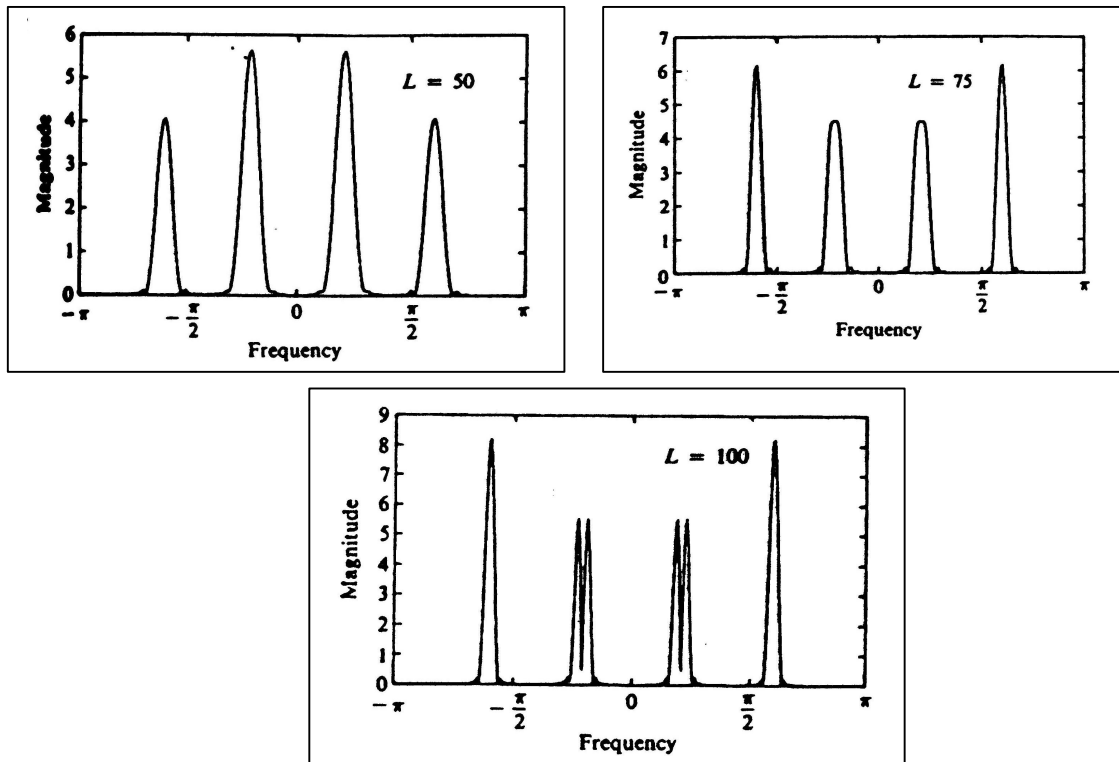 6
5
4
3
2
1
0
Magnitude
L = 50
−π
−π/2
0
π/2
π
Frequency
7
6
5
4
3
2
1
0
Magnitude
L = 75
−π
−π/2
0
π/2
π
Frequency
9
8
7
6
5
4
3
2
1
0
Magnitude
L = 100
−π
−π/2
0
π/2
π
Frequency